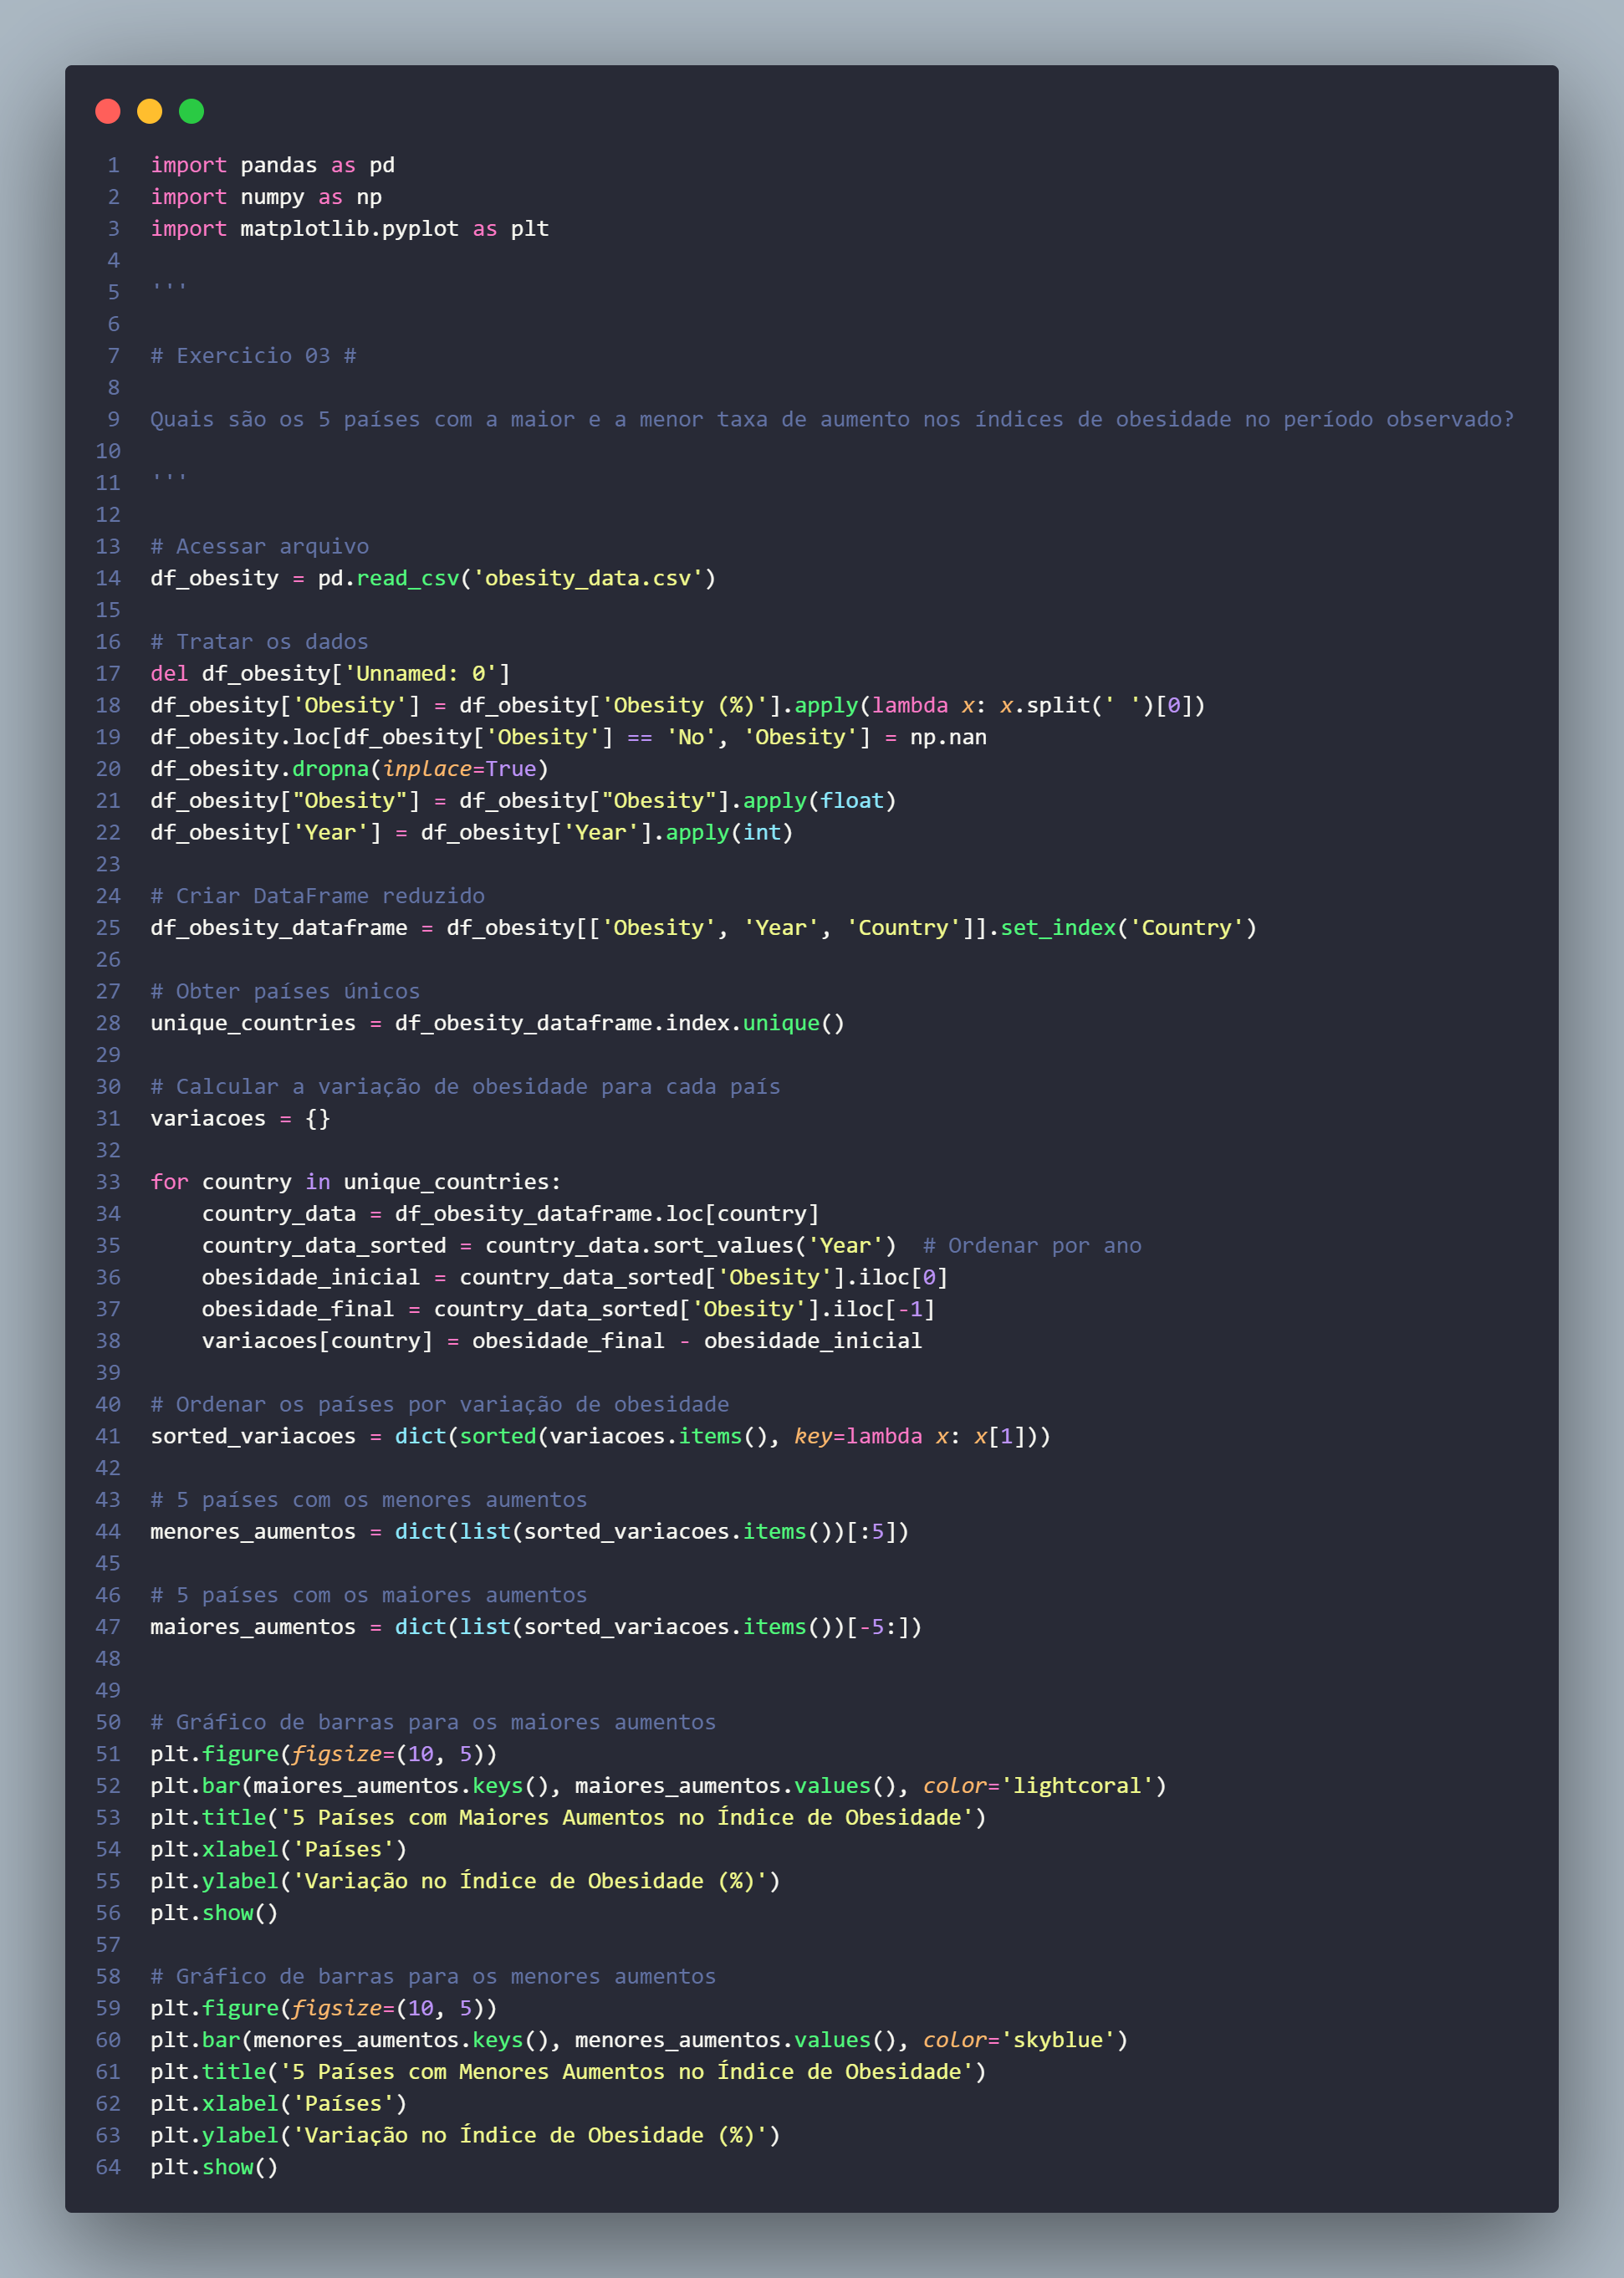 1 import pandas as pd
2 import numpy as np
3 import matplotlib.pyplot as plt
4
5 '''
6
7 # Exercicio 03 #
8
9 Quais são os 5 países com a maior e a menor taxa de aumento nos índices de obesidade no período observado?
10
11 '''
12
13 # Acessar arquivo
14 df_obesity = pd.read_csv('obesity_data.csv')
15
16 # Tratar os dados
17 del df_obesity['Unnamed: 0']
18 df_obesity['Obesity'] = df_obesity['Obesity (%)'].apply(lambda x: x.split(' ')[0])
19 df_obesity.loc[df_obesity['Obesity'] == 'No', 'Obesity'] = np.nan
20 df_obesity.dropna(inplace=True)
21 df_obesity["Obesity"] = df_obesity["Obesity"].apply(float)
22 df_obesity['Year'] = df_obesity['Year'].apply(int)
23
24 # Criar DataFrame reduzido
25 df_obesity_dataframe = df_obesity[['Obesity', 'Year', 'Country']].set_index('Country')
26
27 # Obter países únicos
28 unique_countries = df_obesity_dataframe.index.unique()
29
30 # Calcular a variação de obesidade para cada país
31 variacoes = {}
32
33 for country in unique_countries:
34     country_data = df_obesity_dataframe.loc[country]
35     country_data_sorted = country_data.sort_values('Year')  # Ordenar por ano
36     obesidade_inicial = country_data_sorted['Obesity'].iloc[0]
37     obesidade_final = country_data_sorted['Obesity'].iloc[-1]
38     variacoes[country] = obesidade_final - obesidade_inicial
39
40 # Ordenar os países por variação de obesidade
41 sorted_variacoes = dict(sorted(variacoes.items(), key=lambda x: x[1]))
42
43 # 5 países com os menores aumentos
44 menores_aumentos = dict(list(sorted_variacoes.items())[:5])
45
46 # 5 países com os maiores aumentos
47 maiores_aumentos = dict(list(sorted_variacoes.items())[-5:])
48
49
50 # Gráfico de barras para os maiores aumentos
51 plt.figure(figsize=(10, 5))
52 plt.bar(maiores_aumentos.keys(), maiores_aumentos.values(), color='lightcoral')
53 plt.title('5 Países com Maiores Aumentos no Índice de Obesidade')
54 plt.xlabel('Países')
55 plt.ylabel('Variação no Índice de Obesidade (%)')
56 plt.show()
57
58 # Gráfico de barras para os menores aumentos
59 plt.figure(figsize=(10, 5))
60 plt.bar(menores_aumentos.keys(), menores_aumentos.values(), color='skyblue')
61 plt.title('5 Países com Menores Aumentos no Índice de Obesidade')
62 plt.xlabel('Países')
63 plt.ylabel('Variação no Índice de Obesidade (%)')
64 plt.show()